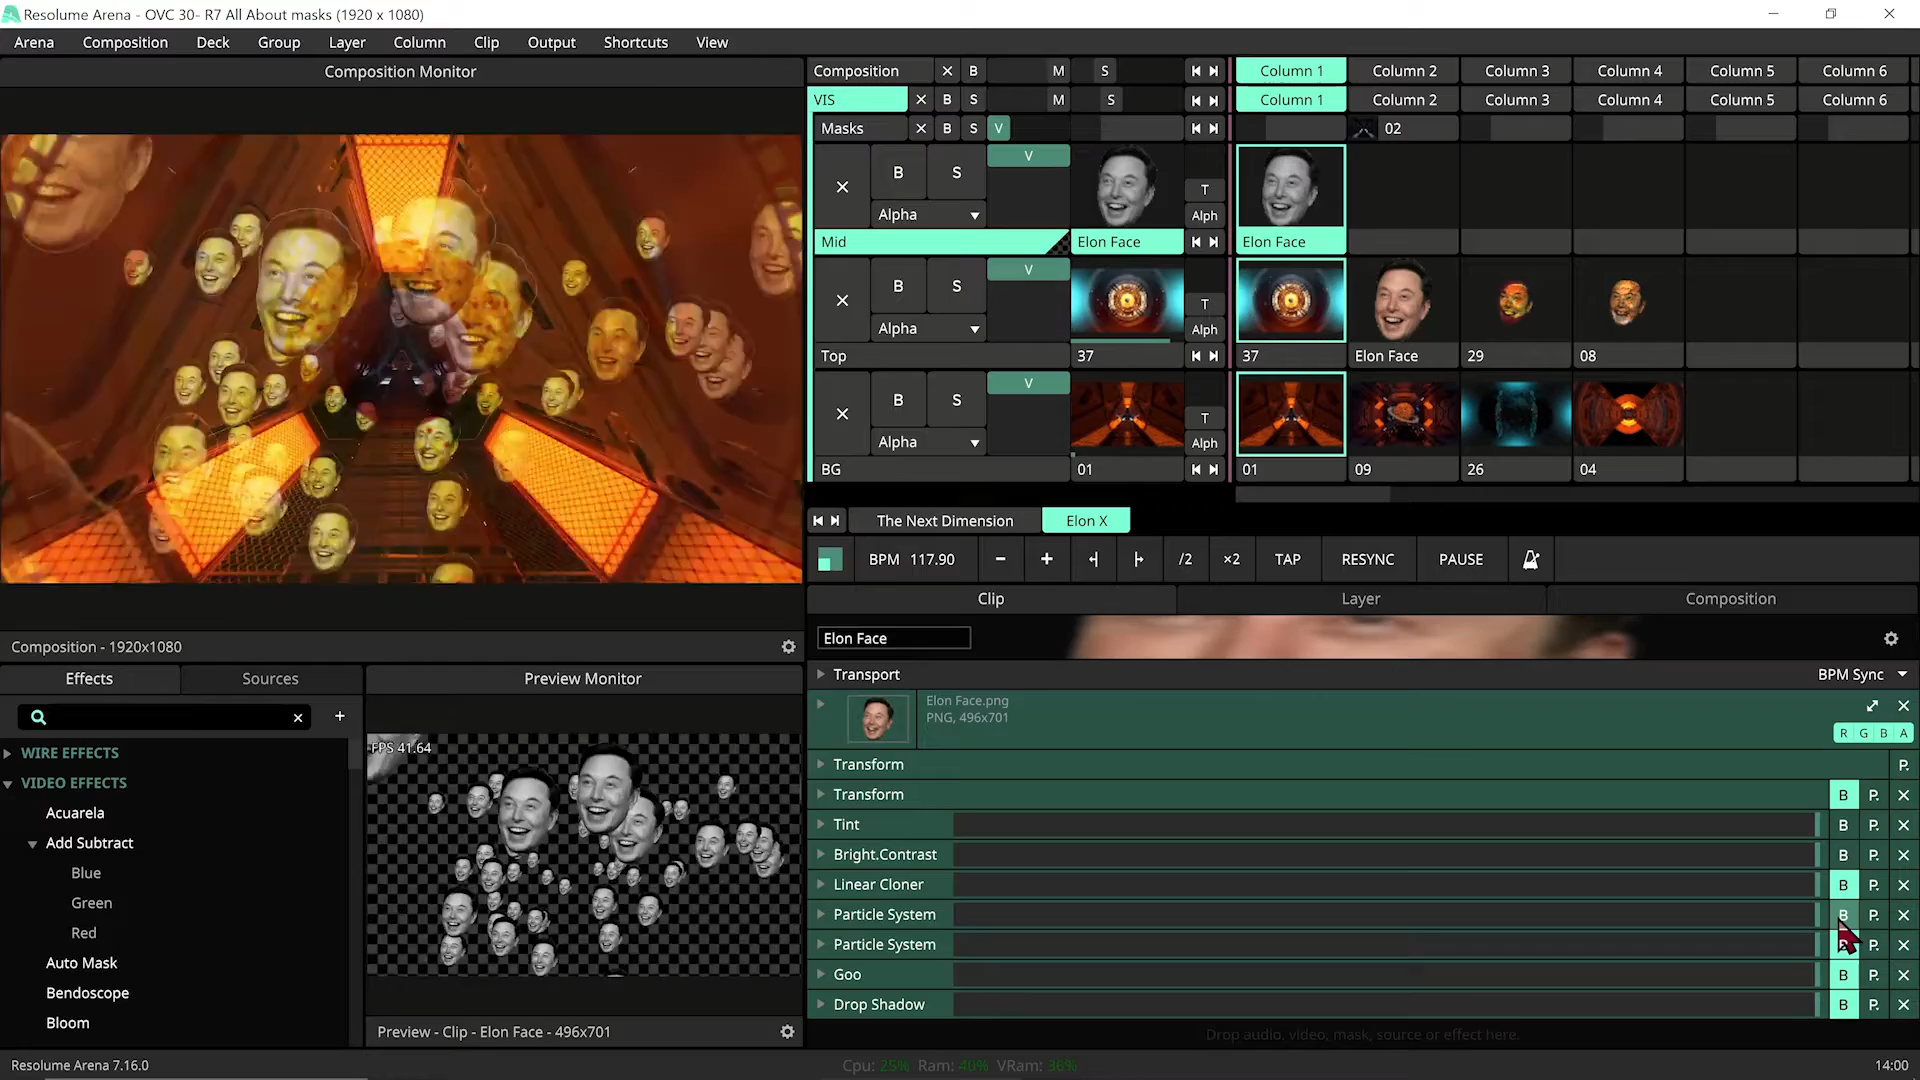 Resolume Arena - OVC 30- R7 All About masks (1920 x 1080)
Arena Composition Deck Group Layer Column Clip Output Shortcuts View
Composition Monitor
Composition B M S Column 1 Column 2 Column 3 Column 4 Column 5 Column 6
VIS B S M S Column 1 Column 2 Column 3 Column 4 Column 5 Column 6
Masks B S V 02
B S V T
Alpha Alph
Mid Elon Face Elon Face
B S V T
Alpha Alph
Top 37 37 Elon Face 29 08
B S V T
Alpha Alph
BG 01 01 09 26 04
The Next Dimension Elon X
BPM 117.90 - + /2 ×2 TAP RESYNC PAUSE
Clip Layer Composition
Elon Face
Composition - 1920x1080
Effects Sources
Preview Monitor
Transport BPM Sync
Elon Face.png
PNG, 496x701
R G B A
WIRE EFFECTS
VIDEO EFFECTS
Acuarela
Add Subtract
Blue
Green
Red
Auto Mask
Bendoscope
Bloom
FPS 41.64
Preview - Clip - Elon Face - 496x701
Transform P.
Transform B P.
Tint B P.
Bright.Contrast B P.
Linear Cloner B P.
Particle System B P.
Particle System P.
Goo B P.
Drop Shadow B P.
Drop audio, video, mask, source or effect here.
Resolume Arena 7.16.0
Cpu: 25% Ram: 40% VRam: 36%
14:00